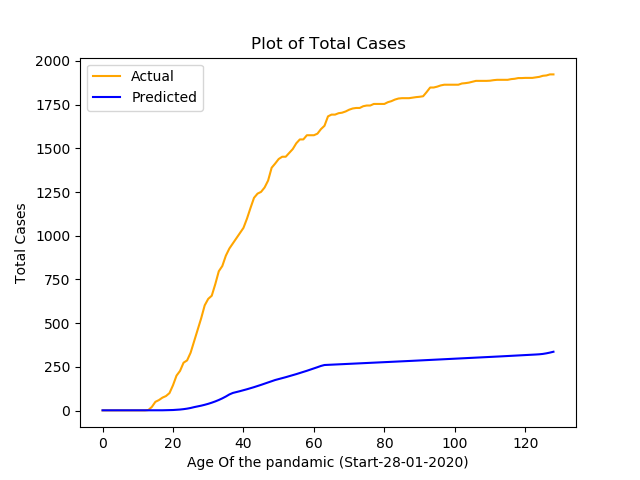 Plot of Total Cases
Actual
Predicted
2000
1750
1500
1250
1000
750
500
250
0
Total Cases
0 20 40 60 80 100 120
Age Of the pandamic (Start-28-01-2020)